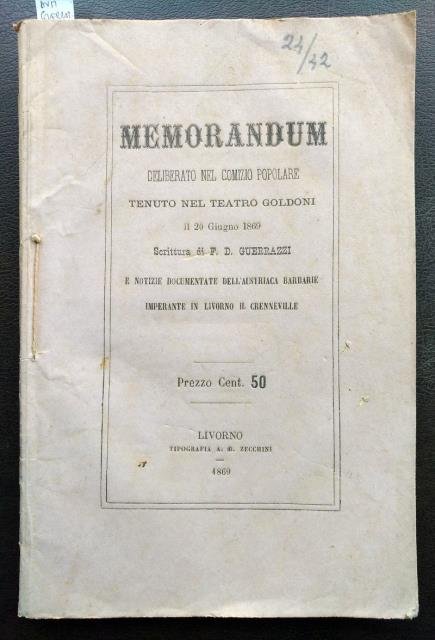 24/42
MEMORANDUM
DELIBERATO NEL COMIZIO POPOLARE
TENUTO NEL TEATRO GOLDONI
il 20 Giugno 1869
Scrittura di F. D. GUERRAZZI
E NOTIZIE DOCUMENTATE DELL'AUSTRIACA BARBARIE
IMPERANTE IN LIVORNO IL CRENNEVILLE
Prezzo Cent. 50
LIVORNO
TIPOGRAFIA A. B. ZECCHINI
1869